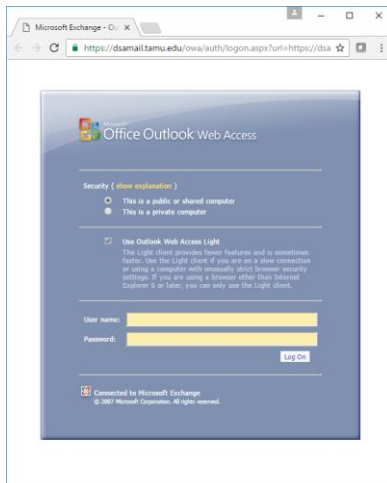 Microsoft Exchange - Ou
https://dsamail.tamu.edu/owa/auth/logon.aspx?url=https://dsa
Microsoft
Office Outlook Web Access
Security ( show explanation )
This is a public or shared computer
This is a private computer
Use Outlook Web Access Light
The Light client provides fewer features and is sometimes
faster. Use the Light client if you are on a slow connection
or using a computer with unusually strict browser security
settings. If you are using a browser other than Internet
Explorer 6 or later, you can only use the Light client.
User name:
Password:
Log On
Connected to Microsoft Exchange
© 2007 Microsoft Corporation. All rights reserved.